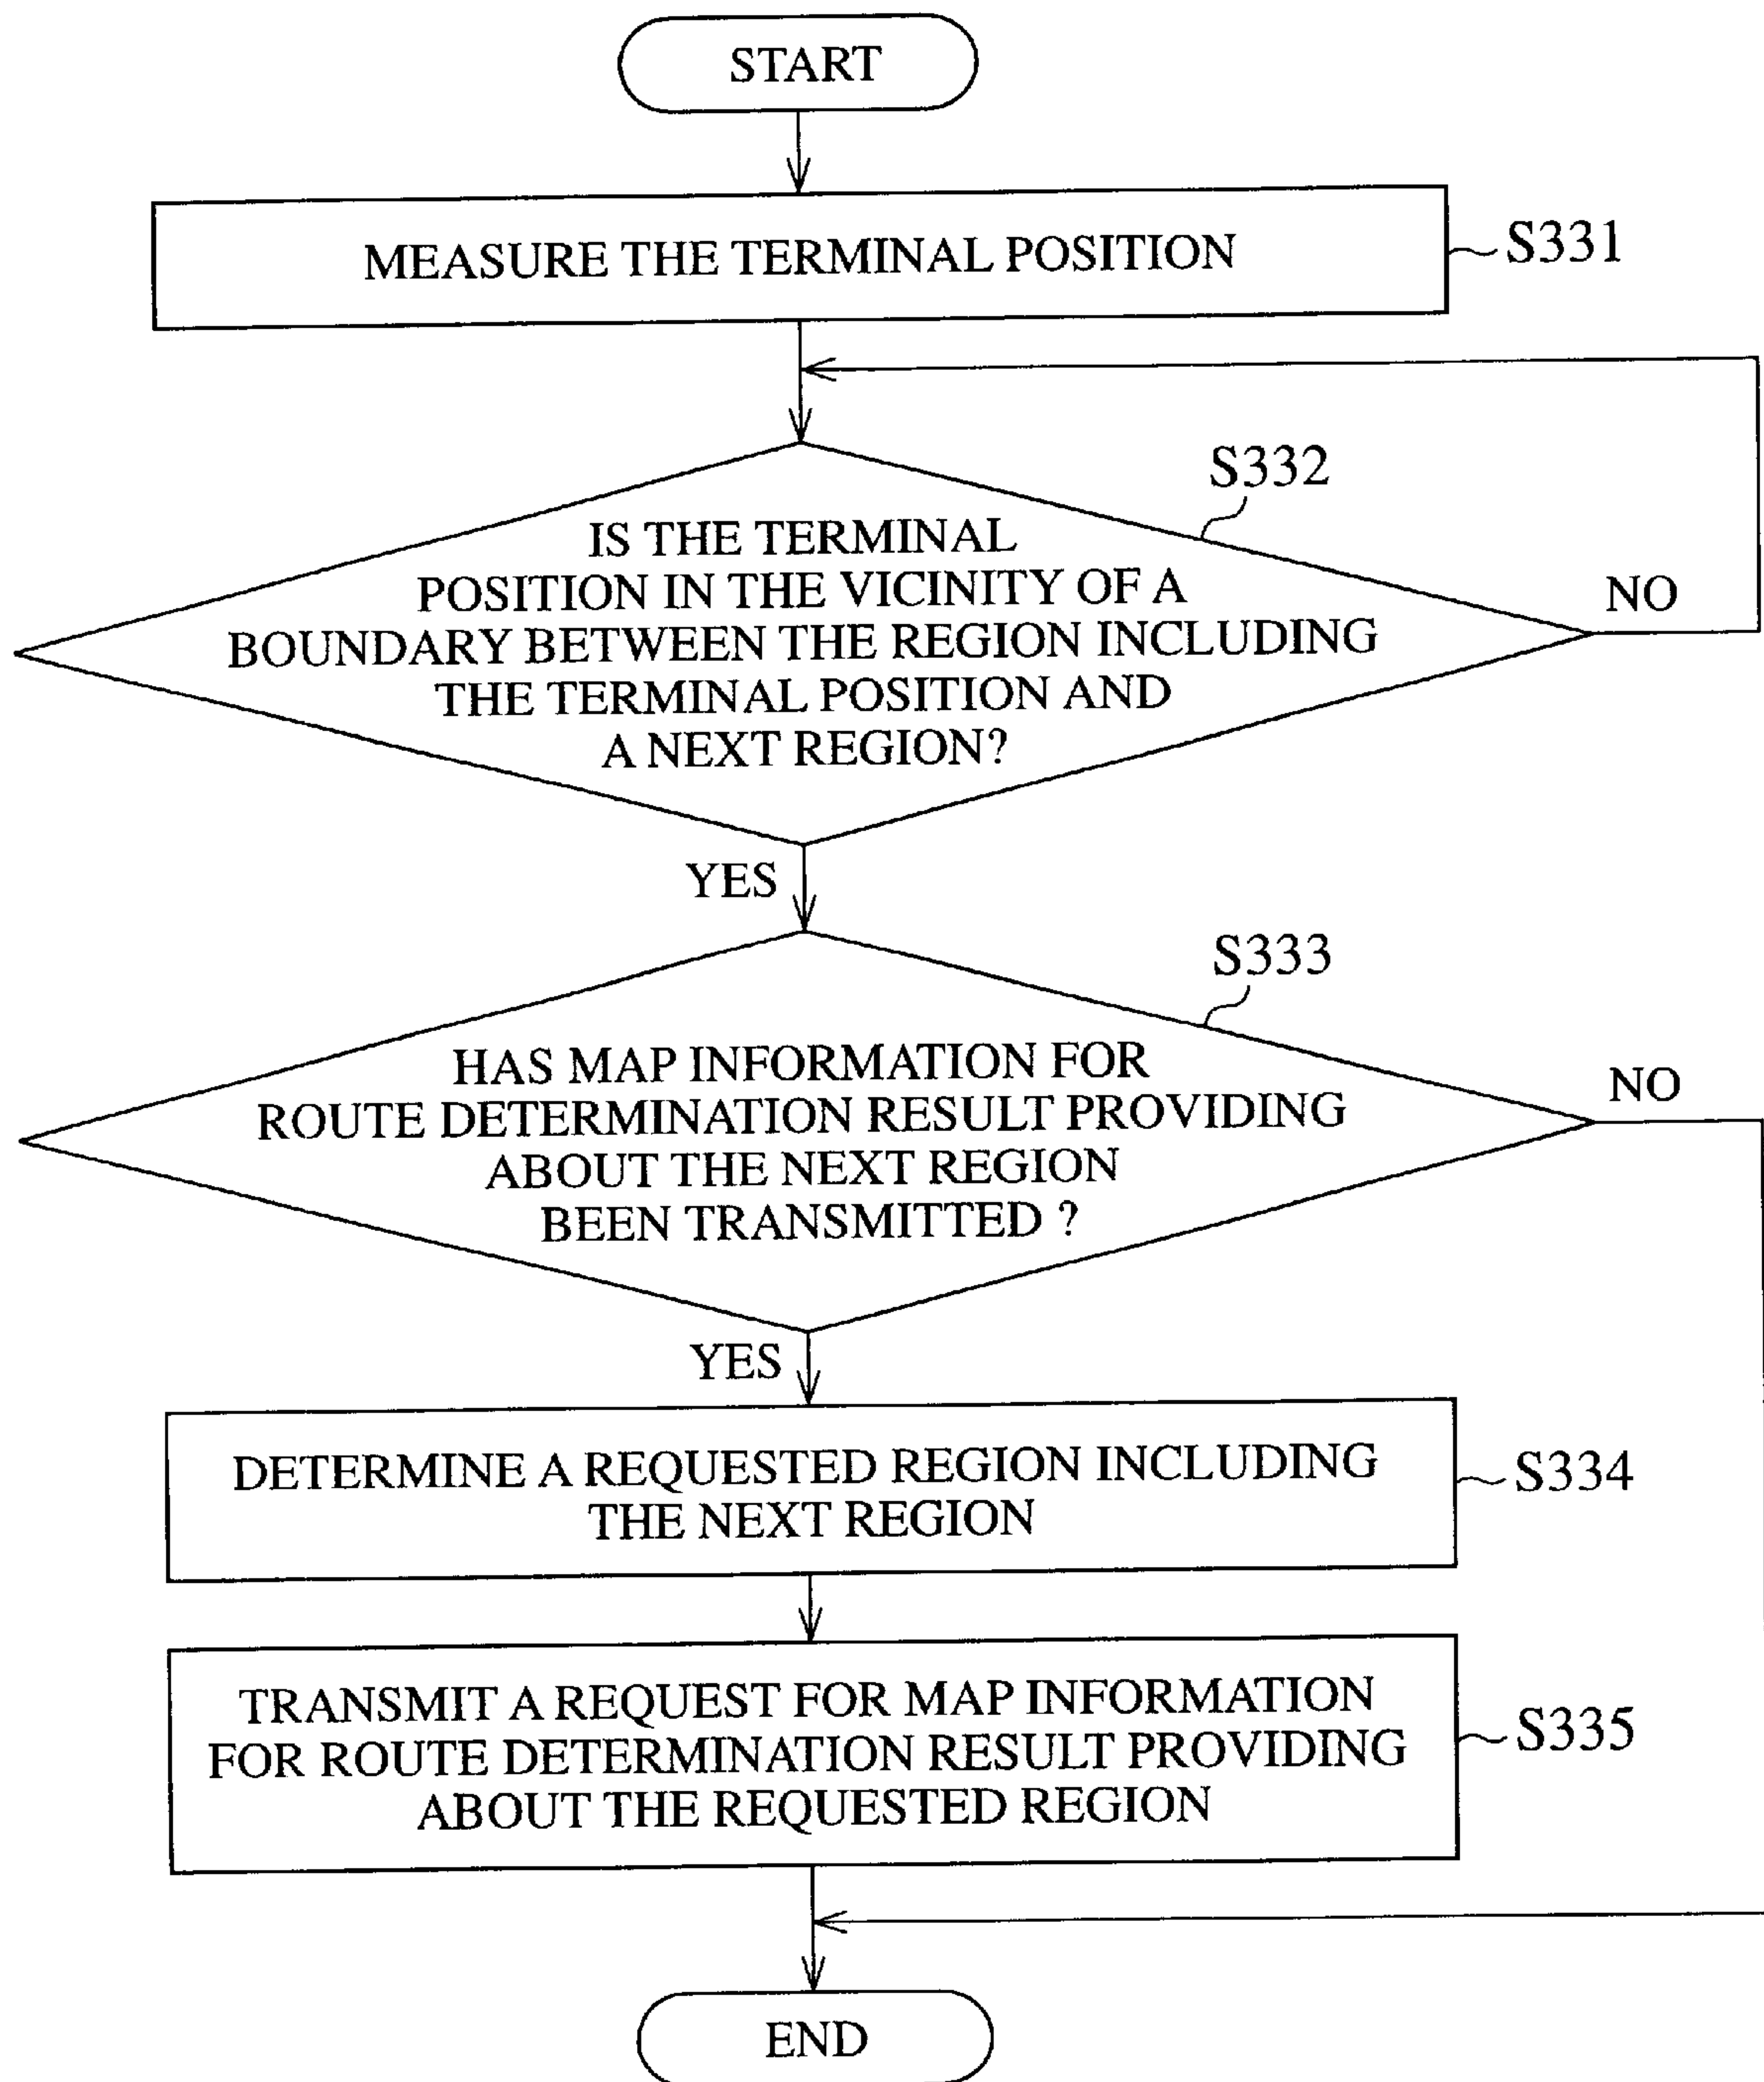 START
MEASURE THE TERMINAL POSITION
S331
S332
IS THE TERMINAL
POSITION IN THE VICINITY OF A
BOUNDARY BETWEEN THE REGION INCLUDING
THE TERMINAL POSITION AND
A NEXT REGION?
NO
YES
S333
HAS MAP INFORMATION FOR
ROUTE DETERMINATION RESULT PROVIDING
ABOUT THE NEXT REGION
BEEN TRANSMITTED ?
NO
YES
DETERMINE A REQUESTED REGION INCLUDING
THE NEXT REGION
S334
TRANSMIT A REQUEST FOR MAP INFORMATION
FOR ROUTE DETERMINATION RESULT PROVIDING
ABOUT THE REQUESTED REGION
S335
END